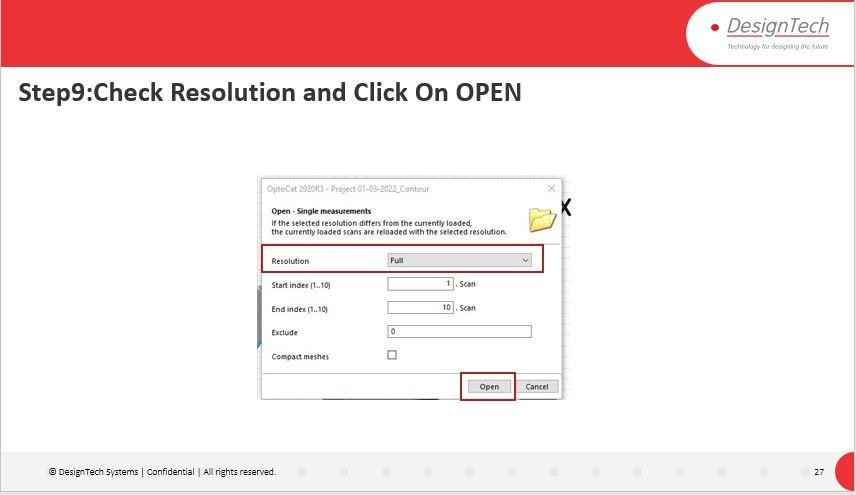 DesignTech
Technology for designing the future
Step9:Check Resolution and Click On OPEN
OptoCat 2020R3 - Project 01-03-2022_Contour
Open - Single measurements
If the selected resolution differs from the currently loaded,
the currently loaded scans are reloaded with the selected resolution.
Resolution Full
Start index (1..10) 1 . Scan
End index (1..10) 10 . Scan
Exclude 0
Compact meshes
Open Cancel
© DesignTech Systems | Confidential | All rights reserved. 27